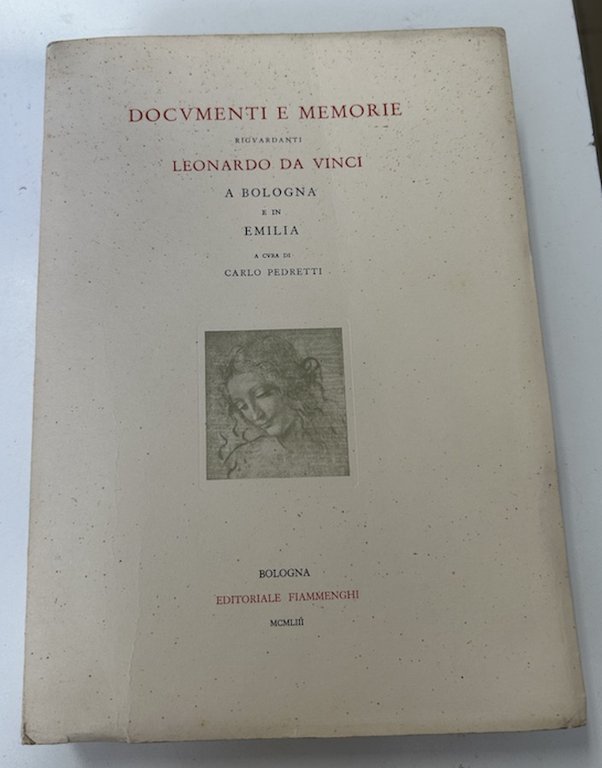 DOCVMENTI E MEMORIE
RIGVARDANTI
LEONARDO DA VINCI
A BOLOGNA
E IN
EMILIA
A CVRA DI
CARLO PEDRETTI
BOLOGNA
EDITORIALE FIAMMENGHI
MCMLIII